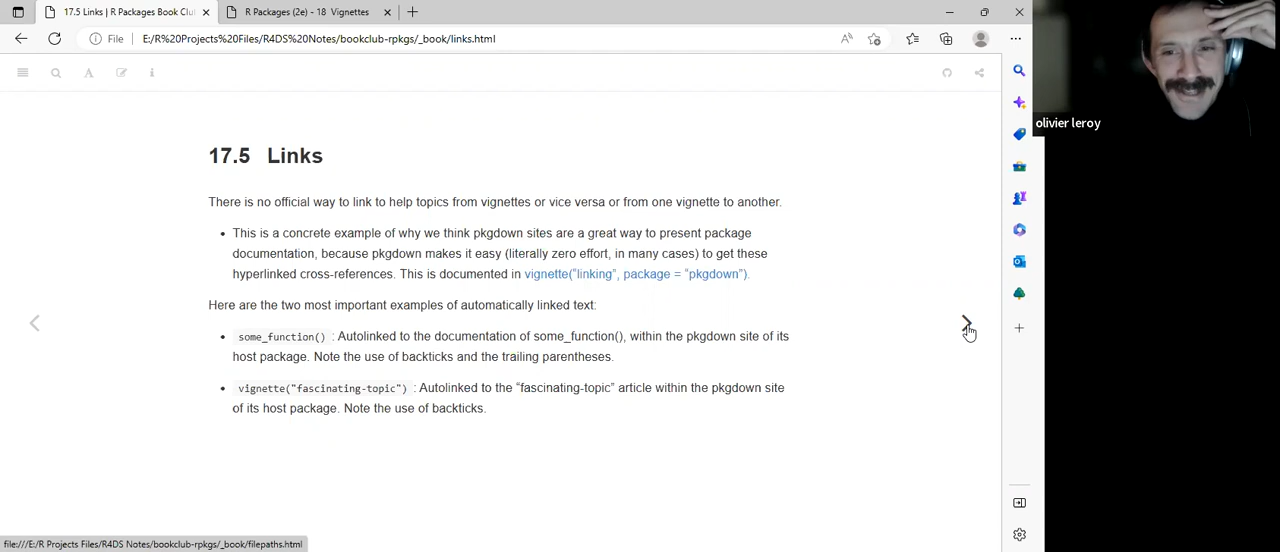 17.5 Links | R Packages Book Clu
R Packages (2e) - 18 Vignettes
File
E:/R%20Projects%20Files/R4DS%20Notes/bookclub-rpkgs/_book/links.html
olivier leroy
17.5 Links
There is no official way to link to help topics from vignettes or vice versa or from one vignette to another.
• This is a concrete example of why we think pkgdown sites are a great way to present package
documentation, because pkgdown makes it easy (literally zero effort, in many cases) to get these
hyperlinked cross-references. This is documented in vignette(“linking”, package = “pkgdown”).
Here are the two most important examples of automatically linked text:
• some_function() : Autolinked to the documentation of some_function(), within the pkgdown site of its
host package. Note the use of backticks and the trailing parentheses.
• vignette("fascinating-topic") : Autolinked to the “fascinating-topic” article within the pkgdown site
of its host package. Note the use of backticks.
file:///E:/R Projects Files/R4DS Notes/bookclub-rpkgs/_book/filepaths.html